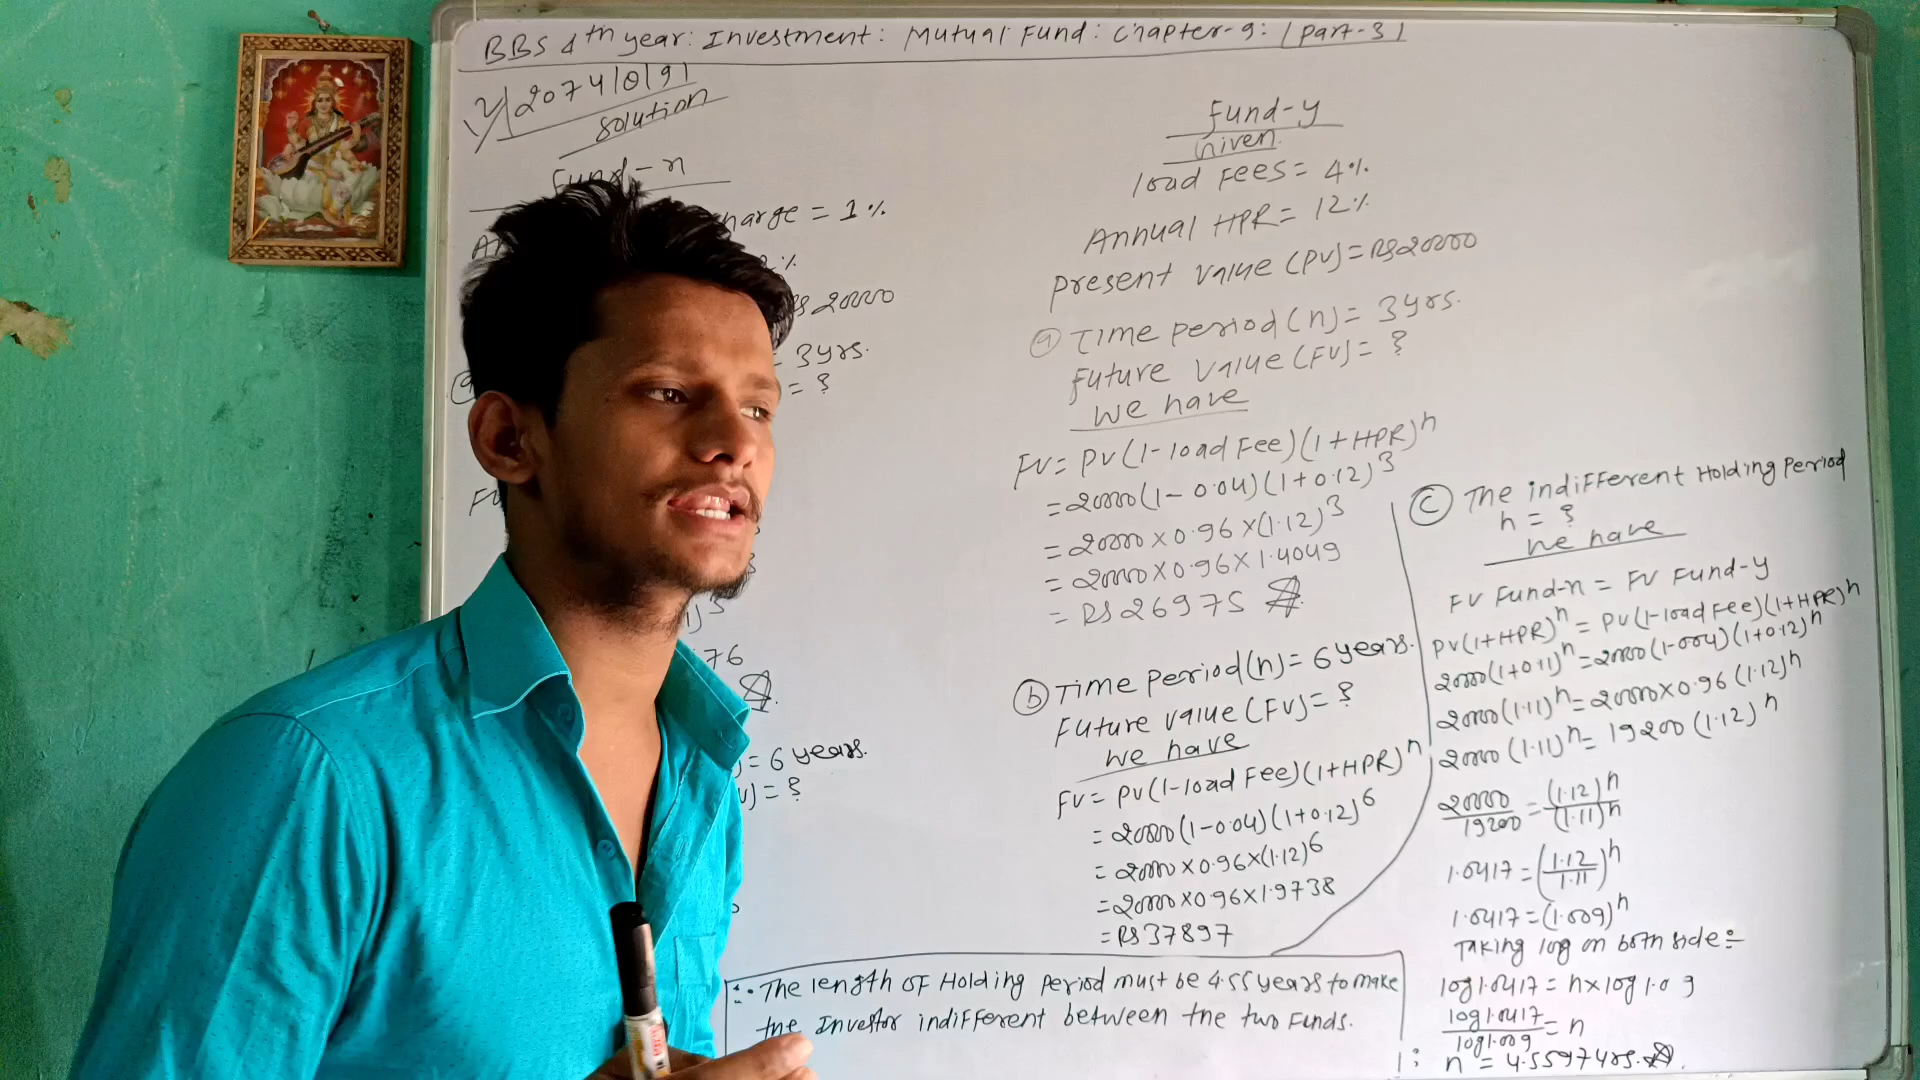 BBS 4th year: Investment: Mutual Fund: Chapter-9: (part-3)
2074/0/9
solution
Fund-x
harge = 1%
2%
Rs 20000
= 3yrs.
= ?
)3
76
) = 6 years.
v) = ?
Fund-y
Given
load Fees = 4%
Annual HPR = 12%
present value (PV) = Rs 20000
(a) Time period (n) = 3 yrs.
Future value (FV) = ?
We have
FV = PV (1-load Fee) (1+HPR)^n
= 20000 (1-0.04) (1+0.12)^3
= 20000 × 0.96 × (1.12)^3
= 20000 × 0.96 × 1.4049
= Rs 26975
(b) Time period (n) = 6 years.
Future value (FV) = ?
We have
FV = PV (1-load Fee) (1+HPR)^n
= 20000 (1-0.04) (1+0.12)^6
= 20000 × 0.96 × (1.12)^6
= 20000 × 0.96 × 1.9738
= Rs 37897
(c) The indifferent Holding Period
n = ?
we have
FV Fund-x = FV Fund-y
PV (1+HPR)^n = PV (1-load Fee) (1+HPR)^n
20000 (1+0.11)^n = 20000 (1-0.04) (1+0.12)^n
20000 (1.11)^n = 20000 × 0.96 (1.12)^n
20000 (1.11)^n = 19200 (1.12)^n
20000/19200 = (1.12)^n/(1.11)^n
1.0417 = (1.12/1.11)^n
1.0417 = (1.009)^n
Taking log on both side:-
log 1.0417 = n × log 1.09
log 1.0417/log 1.009 = n
∴ n = 4.5597 yrs.
∴ The length of Holding period must be 4.55 years to make
the Investor indifferent between the two Funds.